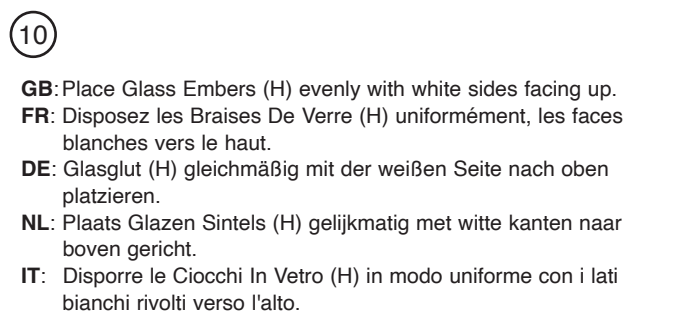 10
GB: Place Glass Embers (H) evenly with white sides facing up.
FR: Disposez les Braises De Verre (H) uniformément, les faces
blanches vers le haut.
DE: Glasglut (H) gleichmäßig mit der weißen Seite nach oben
platzieren.
NL: Plaats Glazen Sintels (H) gelijkmatig met witte kanten naar
boven gericht.
IT: Disporre le Ciocchi In Vetro (H) in modo uniforme con i lati
bianchi rivolti verso l'alto.